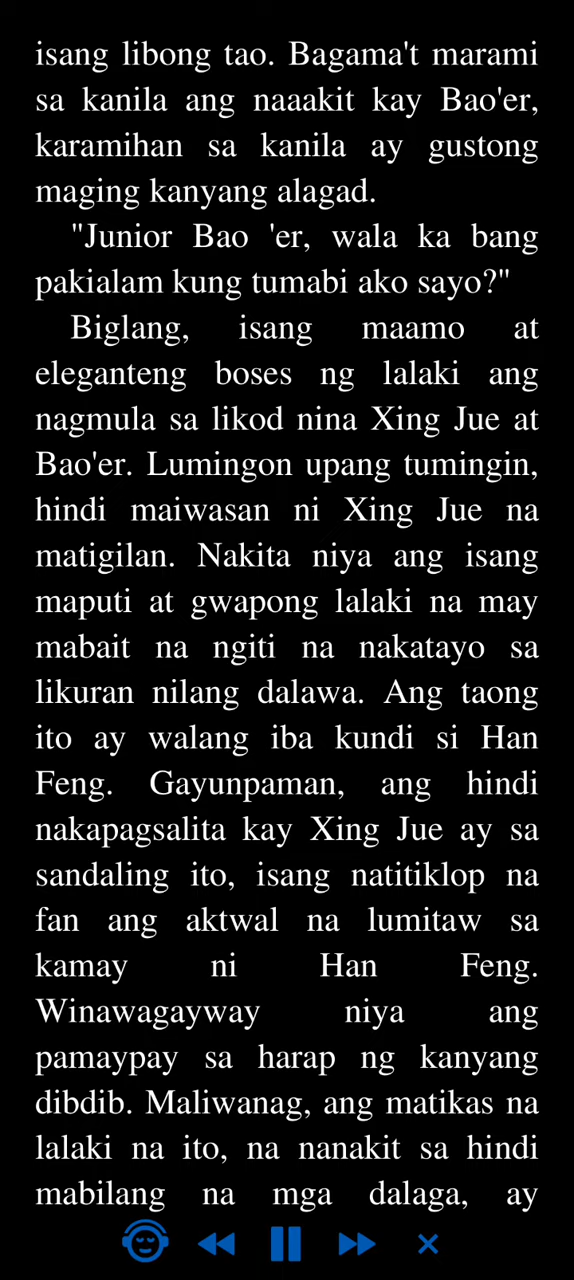 isang libong tao. Bagama't marami
sa kanila ang naaakit kay Bao'er,
karamihan sa kanila ay gustong
maging kanyang alagad.
"Junior Bao 'er, wala ka bang
pakialam kung tumabi ako sayo?"
Biglang, isang maamo at
eleganteng boses ng lalaki ang
nagmula sa likod nina Xing Jue at
Bao'er. Lumingon upang tumingin,
hindi maiwasan ni Xing Jue na
matigilan. Nakita niya ang isang
maputi at gwapong lalaki na may
mabait na ngiti na nakatayo sa
likuran nilang dalawa. Ang taong
ito ay walang iba kundi si Han
Feng. Gayunpaman, ang hindi
nakapagsalita kay Xing Jue ay sa
sandaling ito, isang natitiklop na
fan ang aktwal na lumitaw sa
kamay ni Han Feng.
Winawagayway niya ang
pamaypay sa harap ng kanyang
dibdib. Maliwanag, ang matikas na
lalaki na ito, na nanakit sa hindi
mabilang na mga dalaga, ay